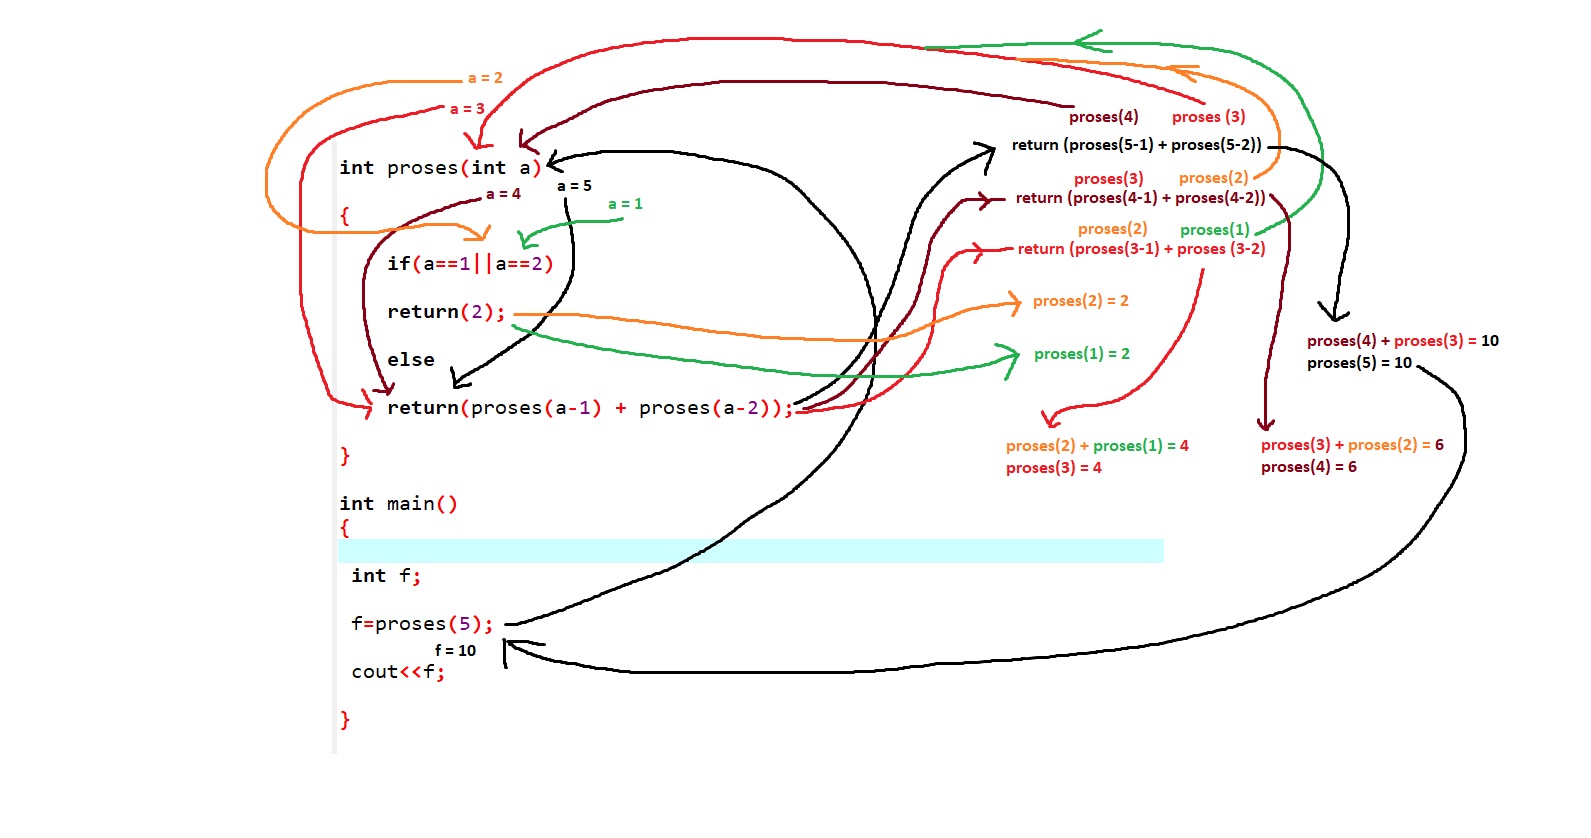 a = 2
a = 3
proses(4) proses (3)
int proses(int a)
return (proses(5-1) + proses(5-2))
a = 5
a = 4
a = 1
{
proses(3) proses(2)
return (proses(4-1) + proses(4-2))
proses(2) proses(1)
return (proses(3-1) + proses (3-2)
if(a==1||a==2)
return(2);
proses(2) = 2
else
proses(1) = 2
proses(4) + proses(3) = 10
proses(5) = 10
return(proses(a-1) + proses(a-2));
proses(2) + proses(1) = 4
proses(3) = 4
proses(3) + proses(2) = 6
proses(4) = 6
}
int main()
{
int f;
f=proses(5);
f = 10
cout<<f;
}